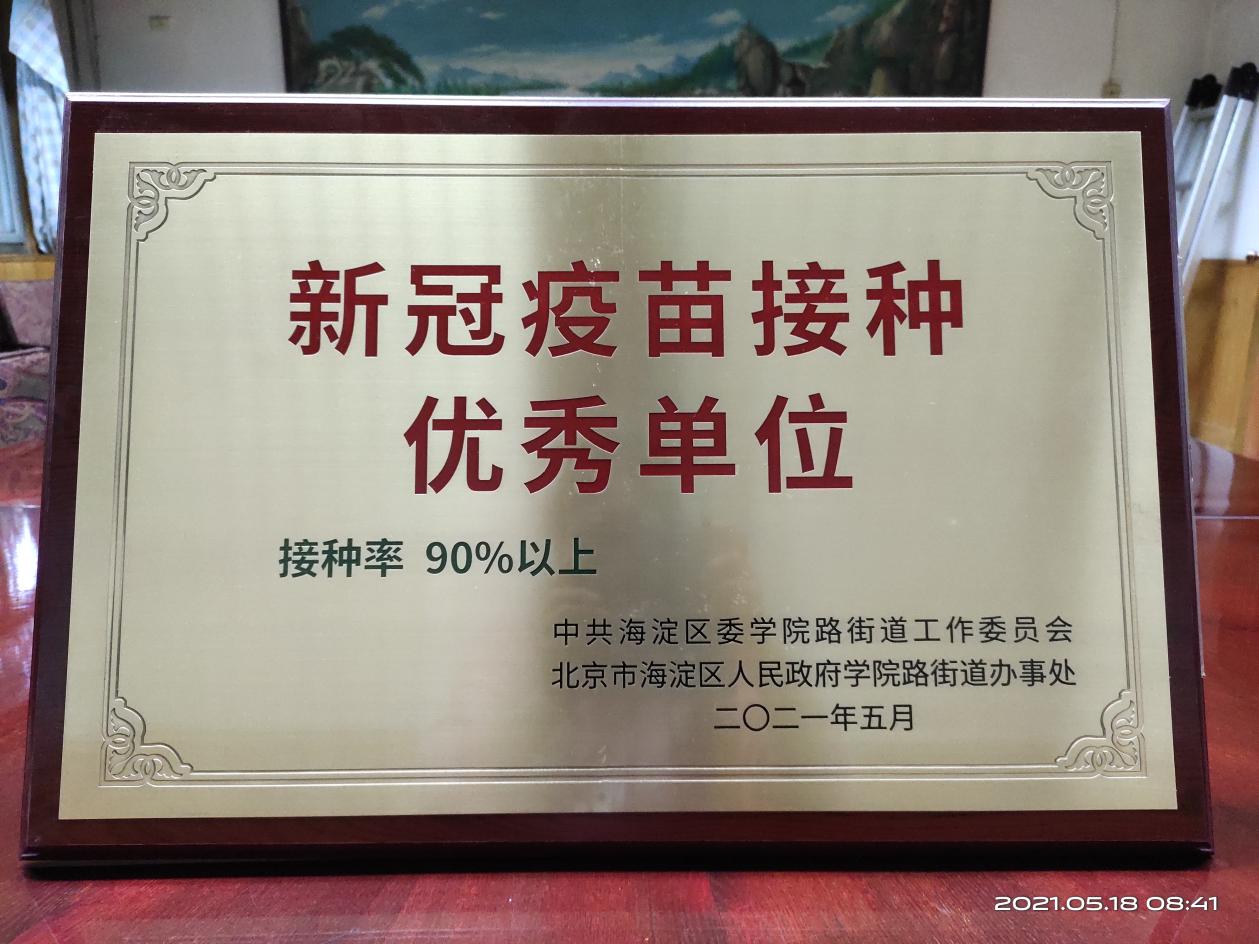 新冠疫苗接种
优秀单位
接种率 90%以上
中共海淀区委学院路街道工作委员会
北京市海淀区人民政府学院路街道办事处
二〇二一年五月
2021.05.18 08:41